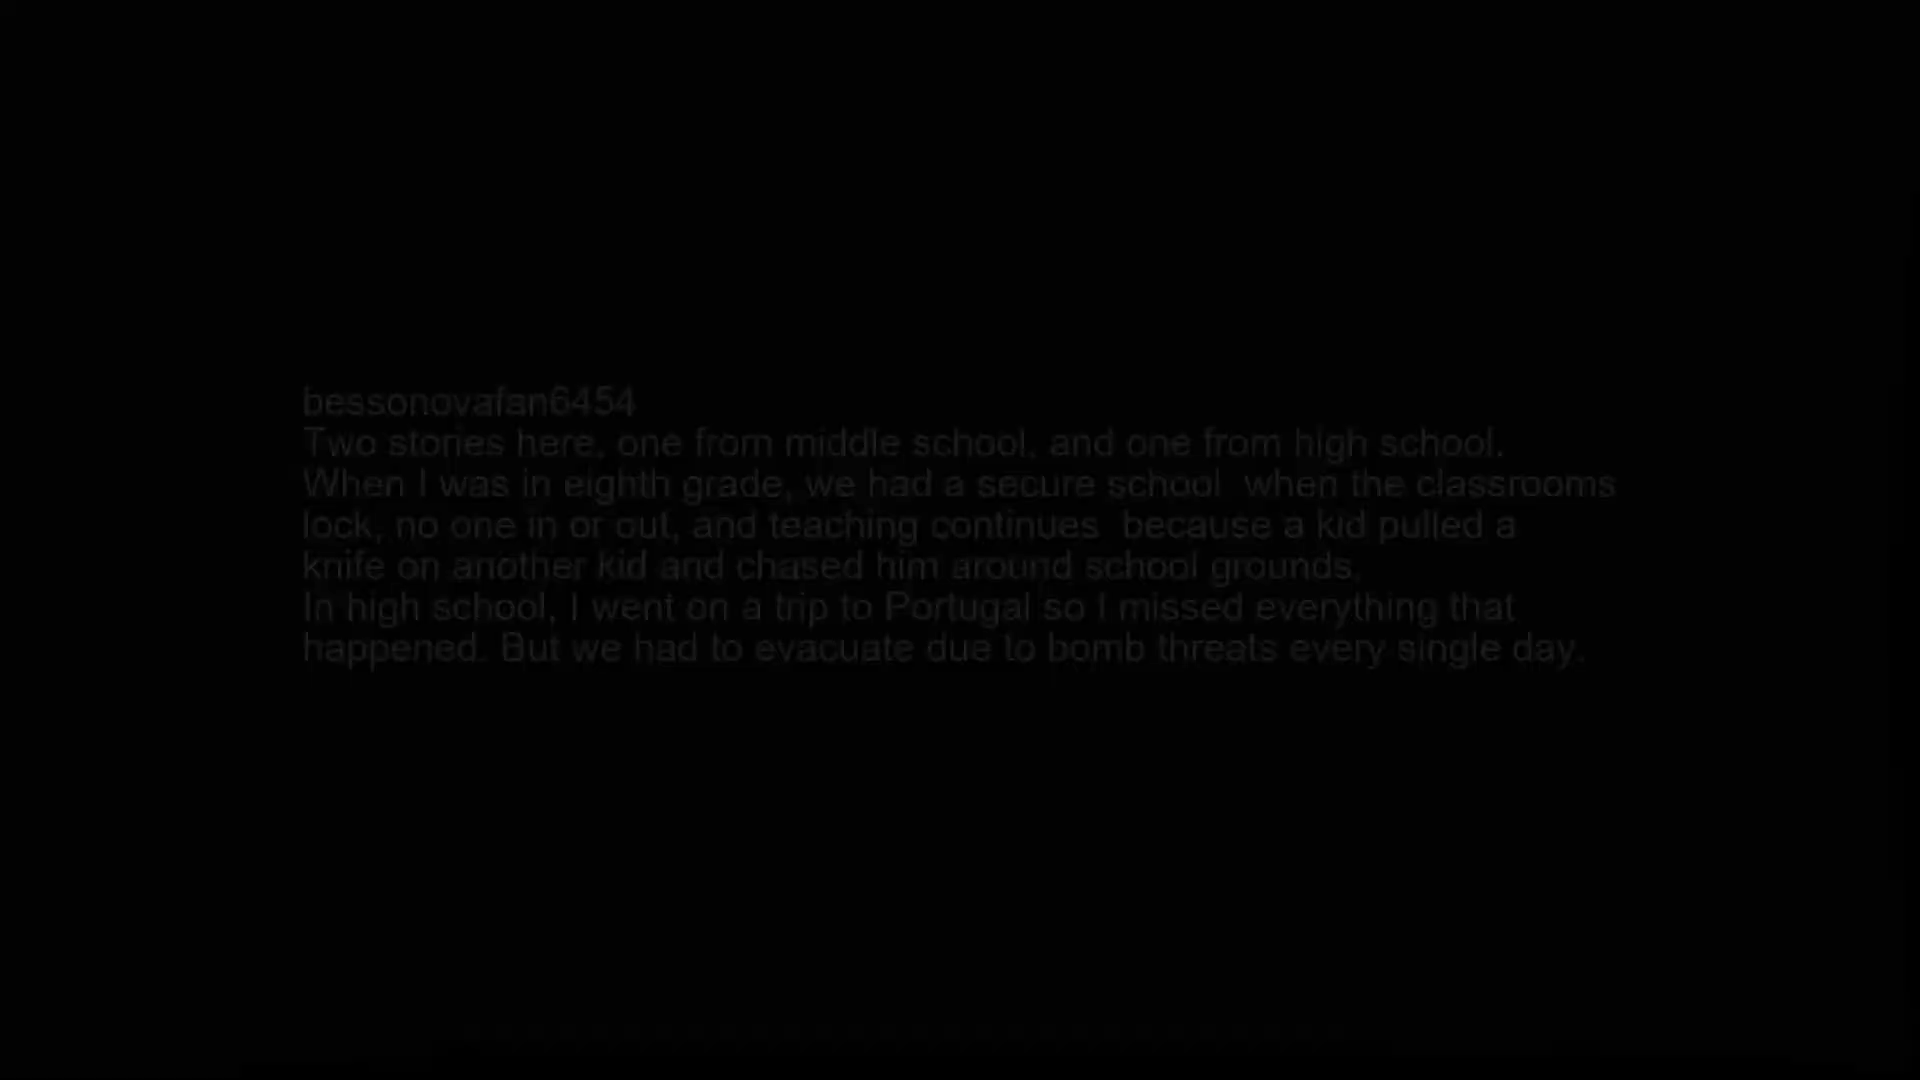 bessonovafan6454
Two stories here, one from middle school, and one from high school.
When I was in eighth grade, we had a secure school  when the classrooms
lock, no one in or out, and teaching continues  because a kid pulled a
knife on another kid and chased him around school grounds.
In high school, I went on a trip to Portugal so I missed everything that
happened. But we had to evacuate due to bomb threats every single day.